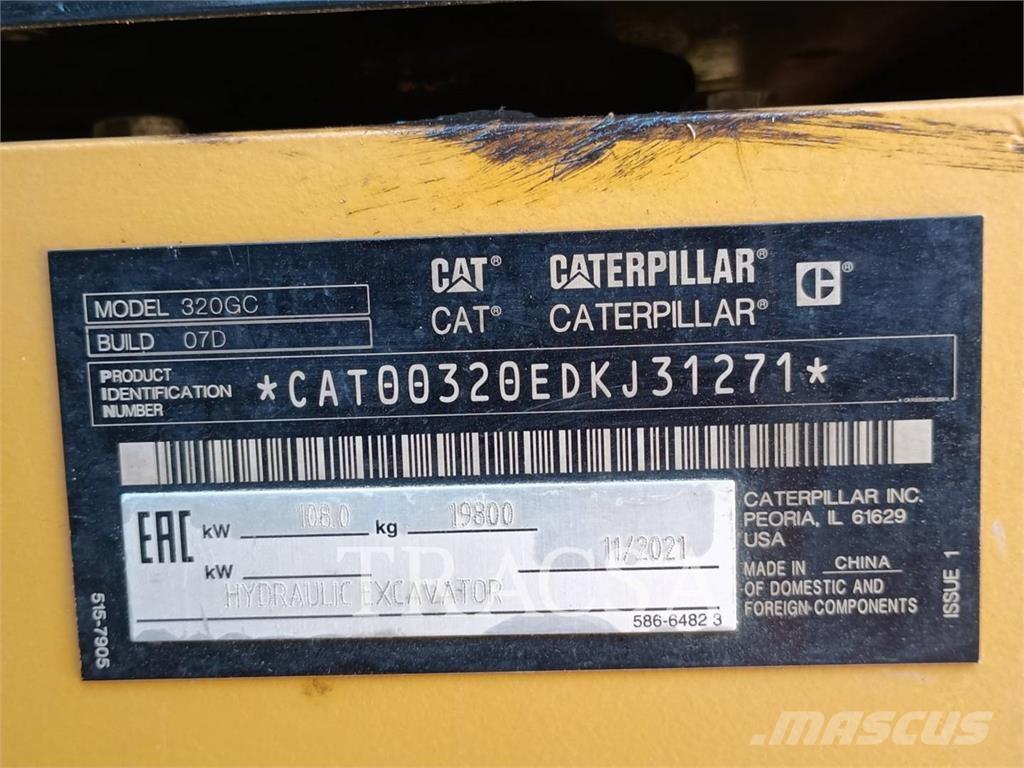 CAT® CATERPILLAR® C®
CAT® CATERPILLAR®
MODEL 320GC
BUILD 07D
PRODUCT IDENTIFICATION NUMBER *CAT00320EDKJ31271*
EAC kW 108.0 kg 19800
kW 11/2021
HYDRAULIC EXCAVATOR
586-6482 3
CATERPILLAR INC.
PEORIA, IL 61629
USA
MADE IN CHINA
OF DOMESTIC AND
FOREIGN COMPONENTS
ISSUE 1
515-7905
TRACSA
MASCUS